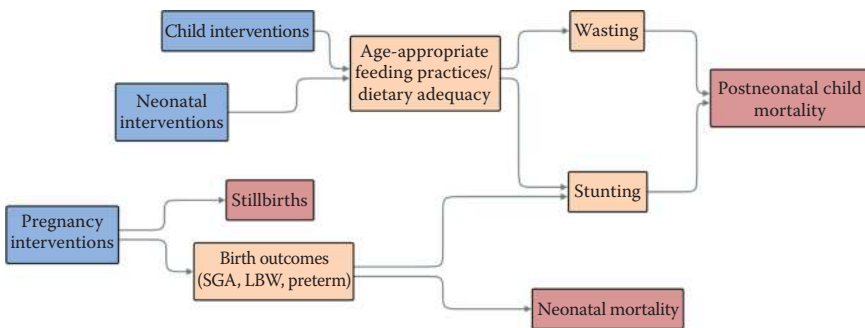 Child interventions
Wasting
Age-appropriate
feeding practices/
dietary adequacy
Postneonatal child
mortality
Neonatal
interventions
Stunting
Stillbirths
Pregnancy
interventions
Birth outcomes
(SGA, LBW, preterm)
Neonatal mortality